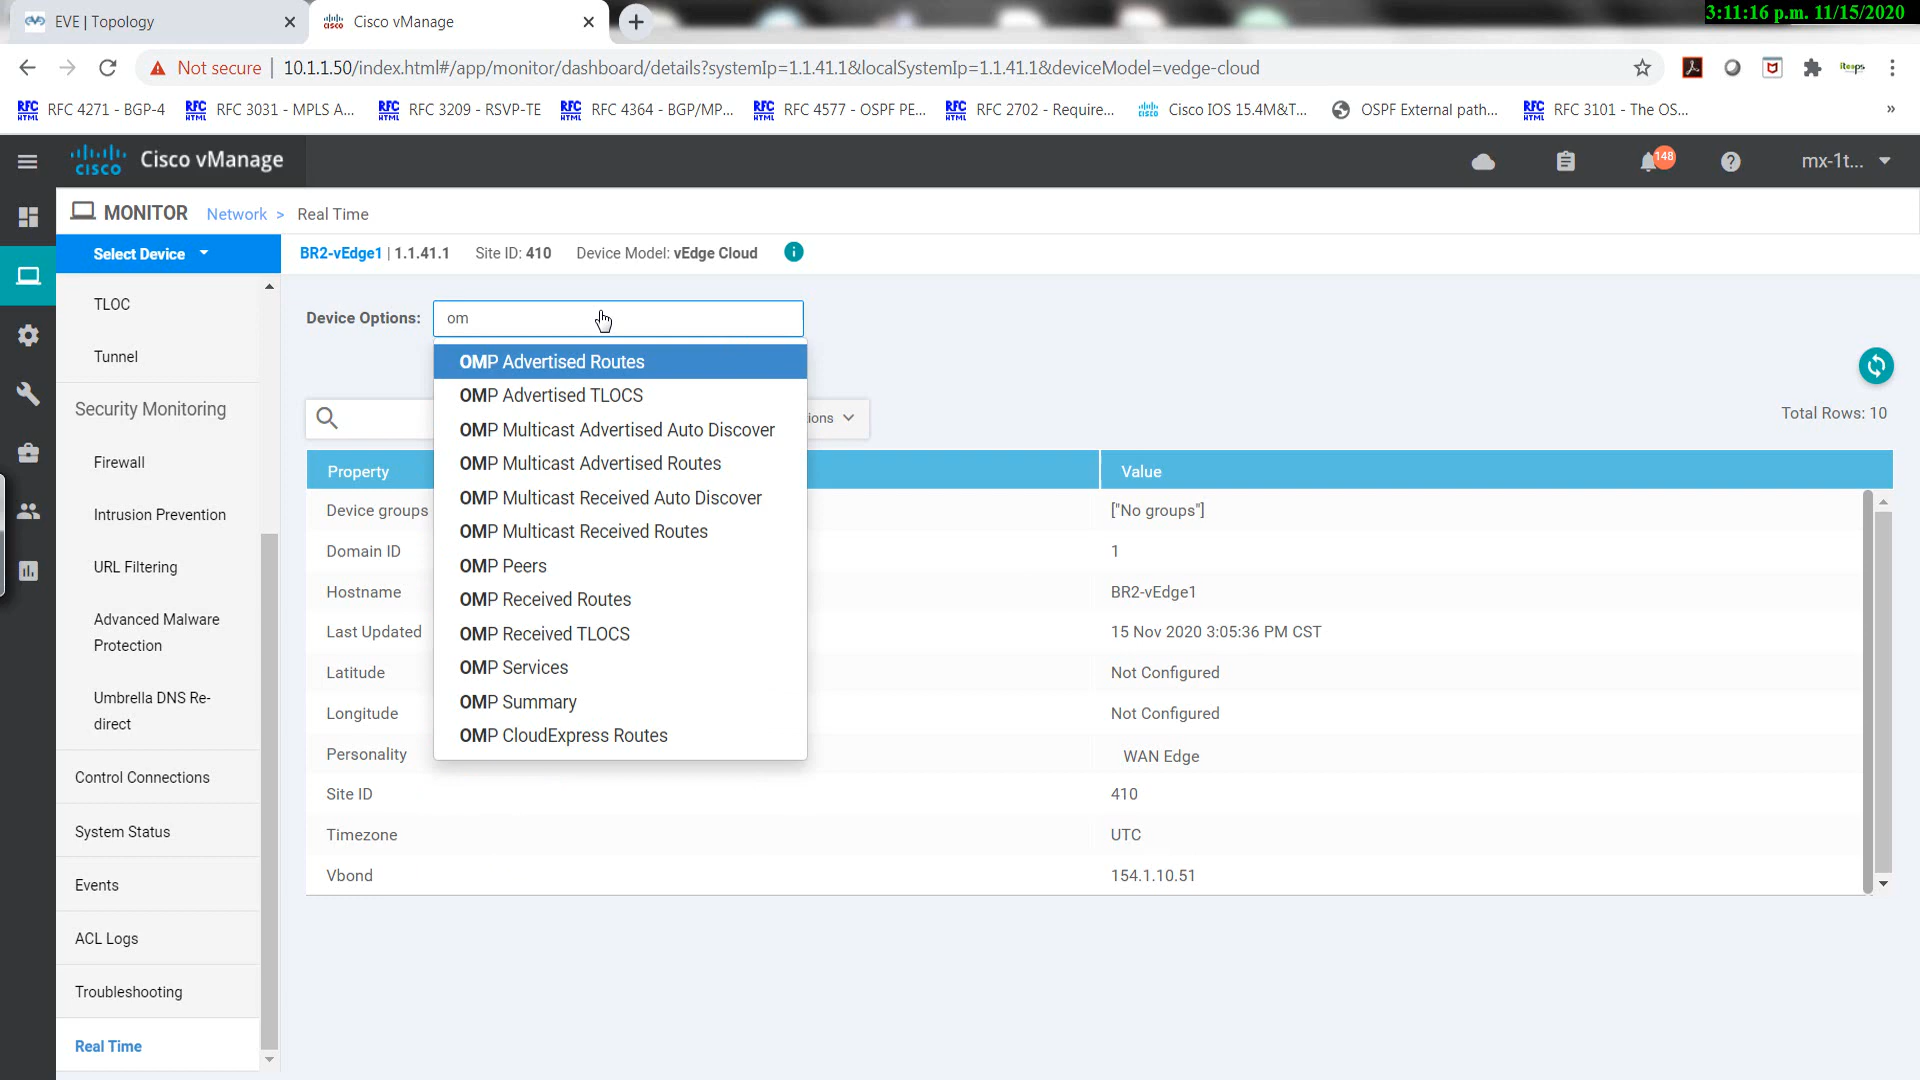 EVE | Topology
Cisco vManage
3:11:16 p.m. 11/15/2020
Not secure
10.1.1.50/index.html#/app/monitor/dashboard/details?systemIp=1.1.41.1&localSystemIp=1.1.41.1&deviceModel=vedge-cloud
RFC 4271 - BGP-4
RFC 3031 - MPLS A...
RFC 3209 - RSVP-TE
RFC 4364 - BGP/MP...
RFC 4577 - OSPF PE...
RFC 2702 - Require...
Cisco IOS 15.4M&T...
OSPF External path...
RFC 3101 - The OS...
»
CISCO
Cisco vManage
148
mx-1t...
MONITOR Network > Real Time
Select Device
BR2-vEdge1 | 1.1.41.1 Site ID: 410 Device Model: vEdge Cloud
TLOC
Tunnel
Security Monitoring
Firewall
Intrusion Prevention
URL Filtering
Advanced Malware
Protection
Umbrella DNS Re-
direct
Control Connections
System Status
Events
ACL Logs
Troubleshooting
Real Time
Device Options: om
OMP Advertised Routes
OMP Advertised TLOCS
OMP Multicast Advertised Auto Discover
OMP Multicast Advertised Routes
OMP Multicast Received Auto Discover
OMP Multicast Received Routes
OMP Peers
OMP Received Routes
OMP Received TLOCS
OMP Services
OMP Summary
OMP CloudExpress Routes
ions
Total Rows: 10
Property Value
Device groups ["No groups"]
Domain ID 1
Hostname BR2-vEdge1
Last Updated 15 Nov 2020 3:05:36 PM CST
Latitude Not Configured
Longitude Not Configured
Personality WAN Edge
Site ID 410
Timezone UTC
Vbond 154.1.10.51